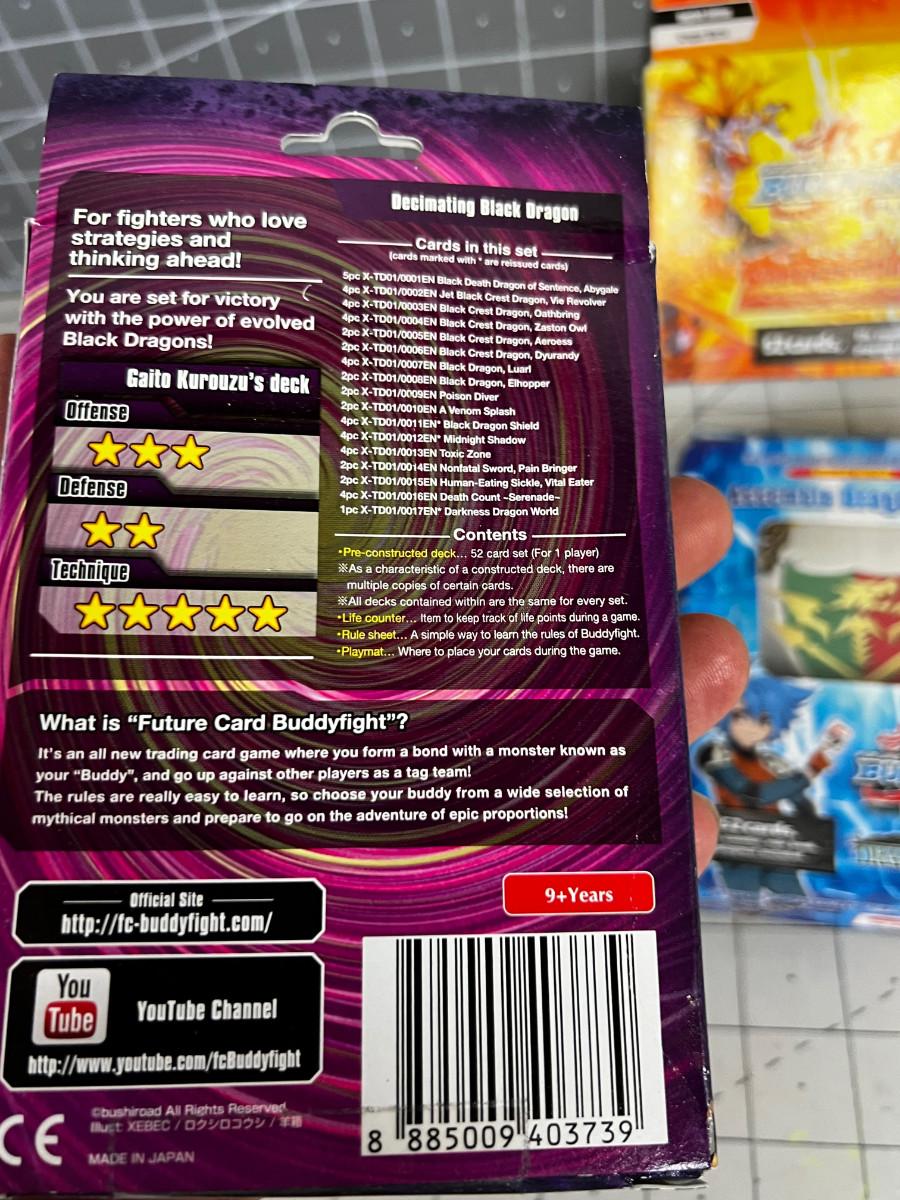 For fighters who love
strategies and
thinking ahead!
You are set for victory
with the power of evolved
Black Dragons!
Gaito Kurouzu's deck
Offense
Defense
Technique
Decimating Black Dragon
Cards in this set
(cards marked with * are reissued cards)
5pc X-TD01/0001EN Black Death Dragon of Sentence, Abygale
4pc X-TD01/0002EN Jet Black Crest Dragon, Vie Revolver
4pc X-TD01/0003EN Black Crest Dragon, Oathbring
4pc X-TD01/0004EN Black Crest Dragon, Zaston Owl
2pc X-TD01/0005EN Black Crest Dragon, Aeroess
2pc X-TD01/0006EN Black Crest Dragon, Dyurandy
4pc X-TD01/0007EN Black Dragon, Luarl
2pc X-TD01/0008EN Black Dragon, Elhopper
2pc X-TD01/0009EN Poison Diver
2pc X-TD01/0010EN A Venom Splash
4pc X-TD01/0011EN* Black Dragon Shield
4pc X-TD01/0012EN* Midnight Shadow
4pc X-TD01/0013EN Toxic Zone
2pc X-TD01/0014EN Nonfatal Sword, Pain Bringer
2pc X-TD01/0015EN Human-Eating Sickle, Vital Eater
4pc X-TD01/0016EN Death Count ~Serenade~
1pc X-TD01/0017EN* Darkness Dragon World
Contents
•Pre-constructed deck… 52 card set (For 1 player)
※As a characteristic of a constructed deck, there are
multiple copies of certain cards.
※All decks contained within are the same for every set.
•Life counter… Item to keep track of life points during a game.
•Rule sheet… A simple way to learn the rules of Buddyfight.
•Playmat… Where to place your cards during the game.
What is "Future Card Buddyfight"?
It's an all new trading card game where you form a bond with a monster known as
your "Buddy", and go up against other players as a tag team!
The rules are really easy to learn, so choose your buddy from a wide selection of
mythical monsters and prepare to go on the adventure of epic proportions!
Official Site
http://fc-buddyfight.com/
9+Years
You
Tube
YouTube Channel
http://www.youtube.com/fcBuddyfight
©bushiroad All Rights Reserved.
Illust: XEBEC / ロクシロコウシ / 羊箱
CE
MADE IN JAPAN
8 885009 403739
52cards,